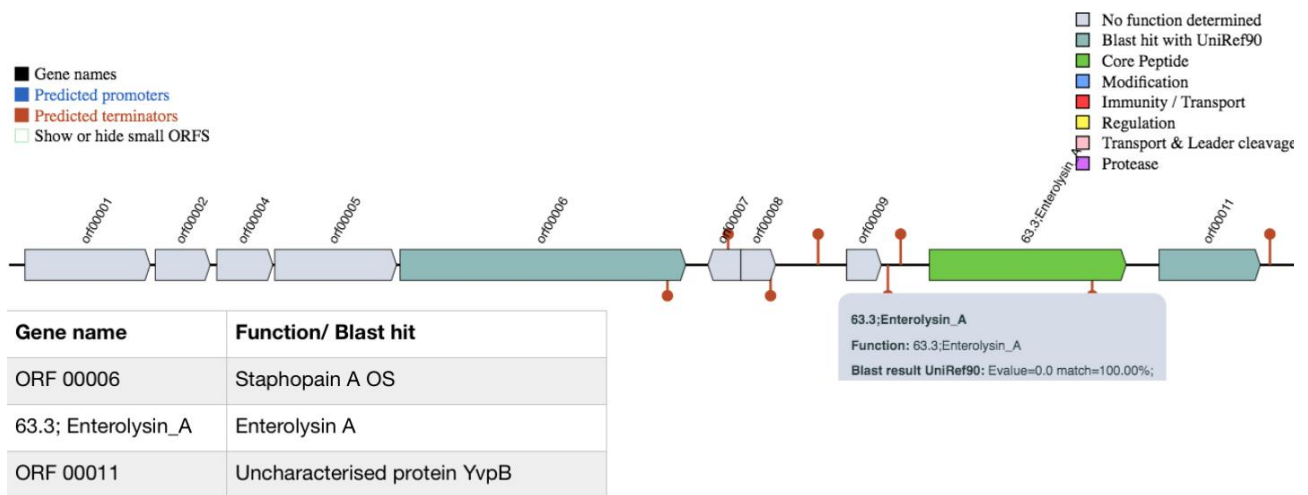 No function determined
Blast hit with UniRef90
Core Peptide
Modification
Immunity / Transport
Regulation
Transport & Leader cleavage
Protease
Gene names
Predicted promoters
Predicted terminators
Show or hide small ORFS
orf00001
orf00002
orf00004
orf00005
orf00006
orf00007
orf00008
orf00009
63.3;Enterolysin_A
orf00011
63.3;Enterolysin_A
Function: 63.3;Enterolysin_A
Blast result UniRef90: Evalue=0.0 match=100.00%;
Gene name Function/ Blast hit
ORF 00006 Staphopain A OS
63.3; Enterolysin_A Enterolysin A
ORF 00011 Uncharacterised protein YvpB